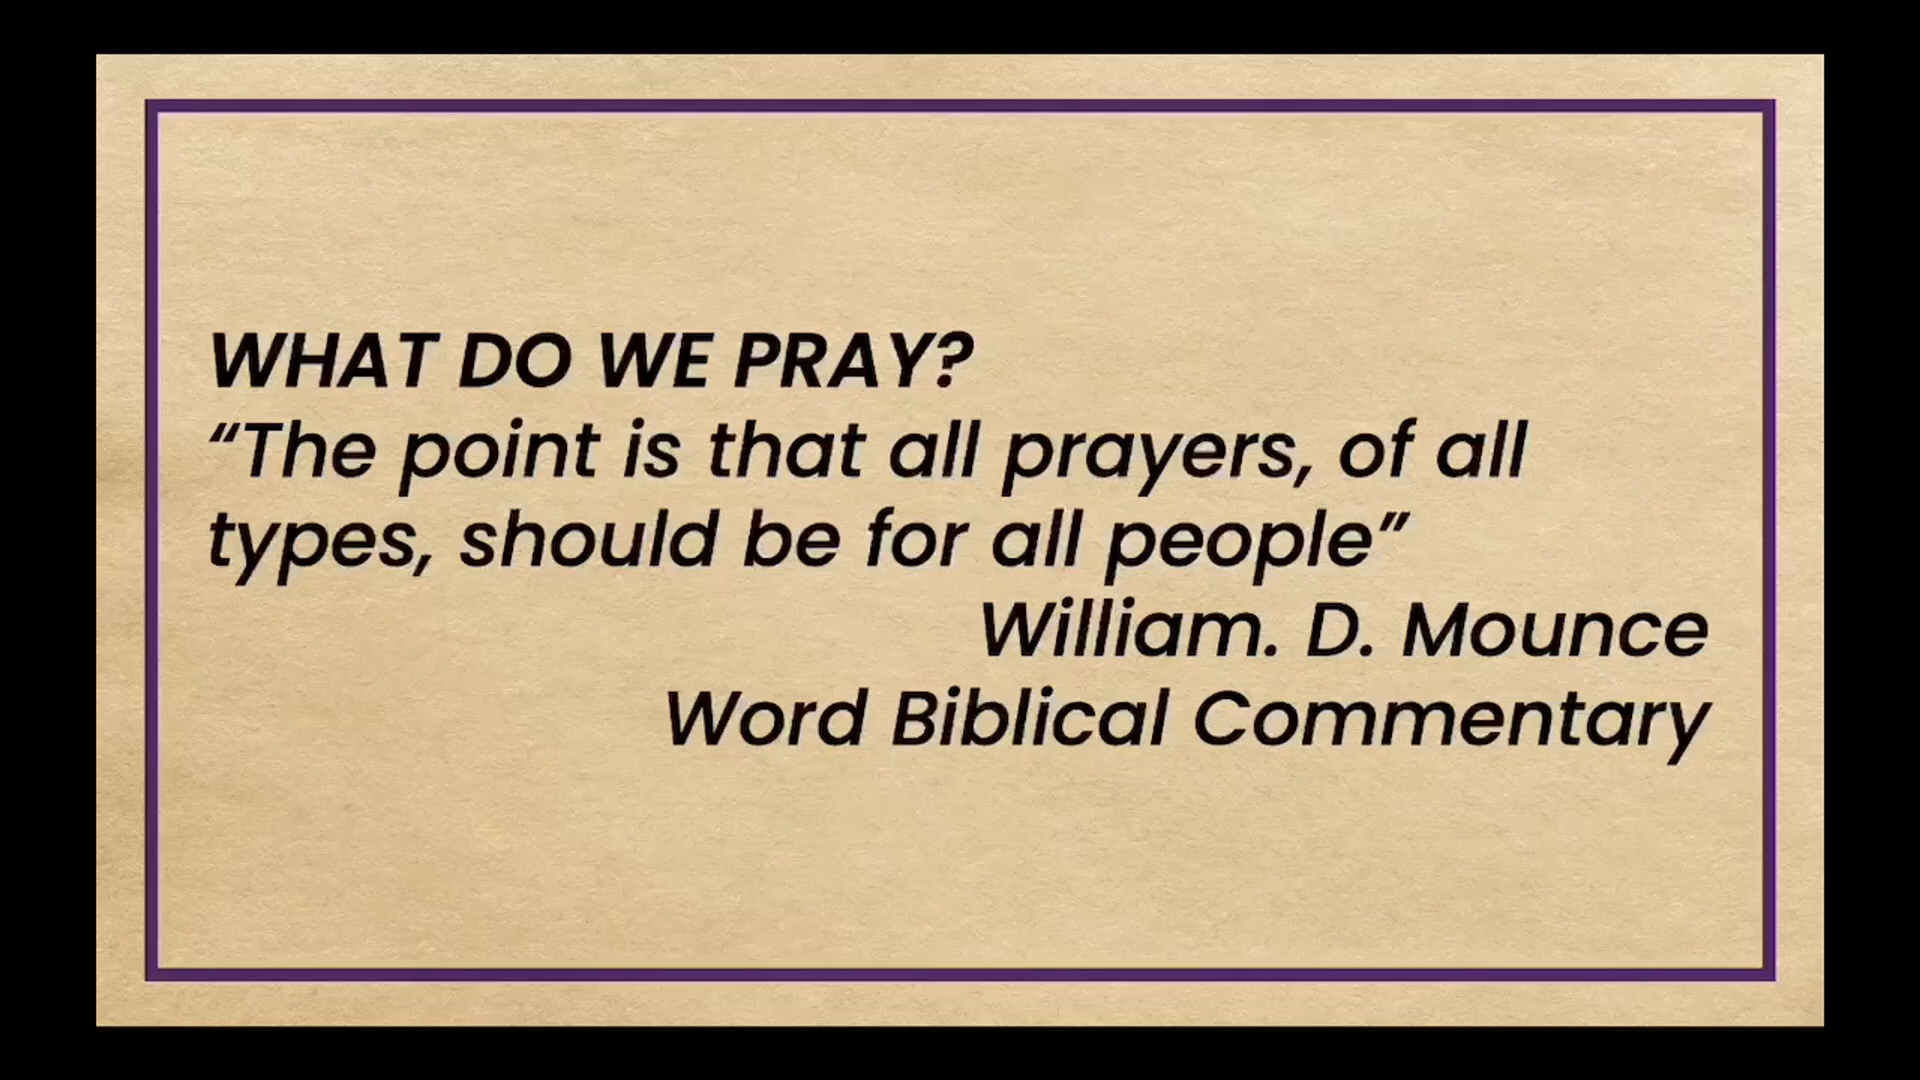 WHAT DO WE PRAY?
“The point is that all prayers, of all
types, should be for all people”
William. D. Mounce
Word Biblical Commentary